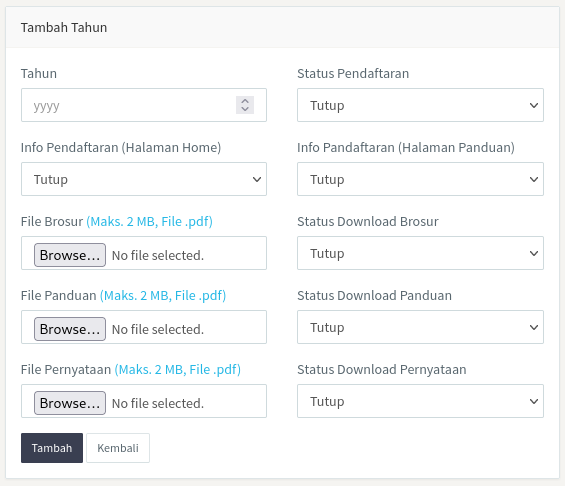 Tambah Tahun
Tahun
Status Pendaftaran
yyyy
Tutup
Info Pendaftaran (Halaman Home)
Info Pandaftaran (Halaman Panduan)
Tutup
Tutup
File Brosur (Maks. 2 MB, File .pdf)
Status Download Brosur
Browse... No file selected.
Tutup
File Panduan (Maks. 2 MB, File .pdf)
Status Download Panduan
Browse... No file selected.
Tutup
File Pernyataan (Maks. 2 MB, File .pdf)
Status Download Pernyataan
Browse... No file selected.
Tutup
Tambah
Kembali